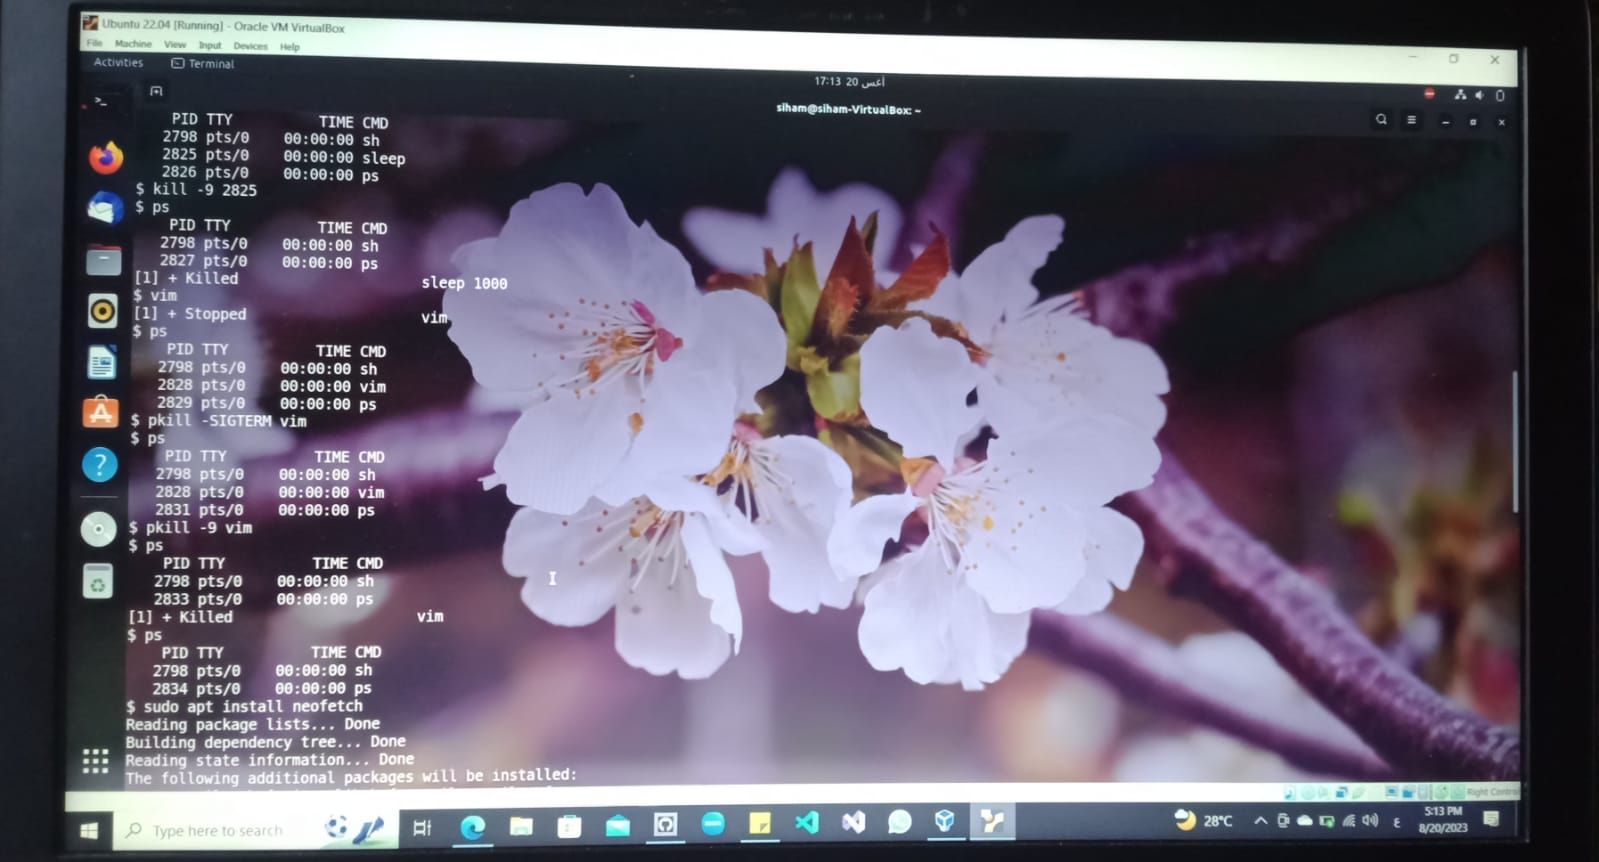 Ubuntu 22.04 [Running] - Oracle VM VirtualBox
File Machine View Input Devices Help
Activities Terminal
أغس 20 17:13
siham@siham-VirtualBox: ~
PID TTY TIME CMD
2798 pts/0 00:00:00 sh
2825 pts/0 00:00:00 sleep
2826 pts/0 00:00:00 ps
$ kill -9 2825
$ ps
PID TTY TIME CMD
2798 pts/0 00:00:00 sh
2827 pts/0 00:00:00 ps
[1] + Killed sleep 1000
$ vim
[1] + Stopped vim
$ ps
PID TTY TIME CMD
2798 pts/0 00:00:00 sh
2828 pts/0 00:00:00 vim
2829 pts/0 00:00:00 ps
$ pkill -SIGTERM vim
$ ps
PID TTY TIME CMD
2798 pts/0 00:00:00 sh
2828 pts/0 00:00:00 vim
2831 pts/0 00:00:00 ps
$ pkill -9 vim
$ ps
PID TTY TIME CMD
2798 pts/0 00:00:00 sh
2833 pts/0 00:00:00 ps
[1] + Killed vim
$ ps
PID TTY TIME CMD
2798 pts/0 00:00:00 sh
2834 pts/0 00:00:00 ps
$ sudo apt install neofetch
Reading package lists... Done
Building dependency tree... Done
Reading state information... Done
The following additional packages will be installed:
Right Control
Type here to search
28°C
ع
5:13 PM
8/20/2023